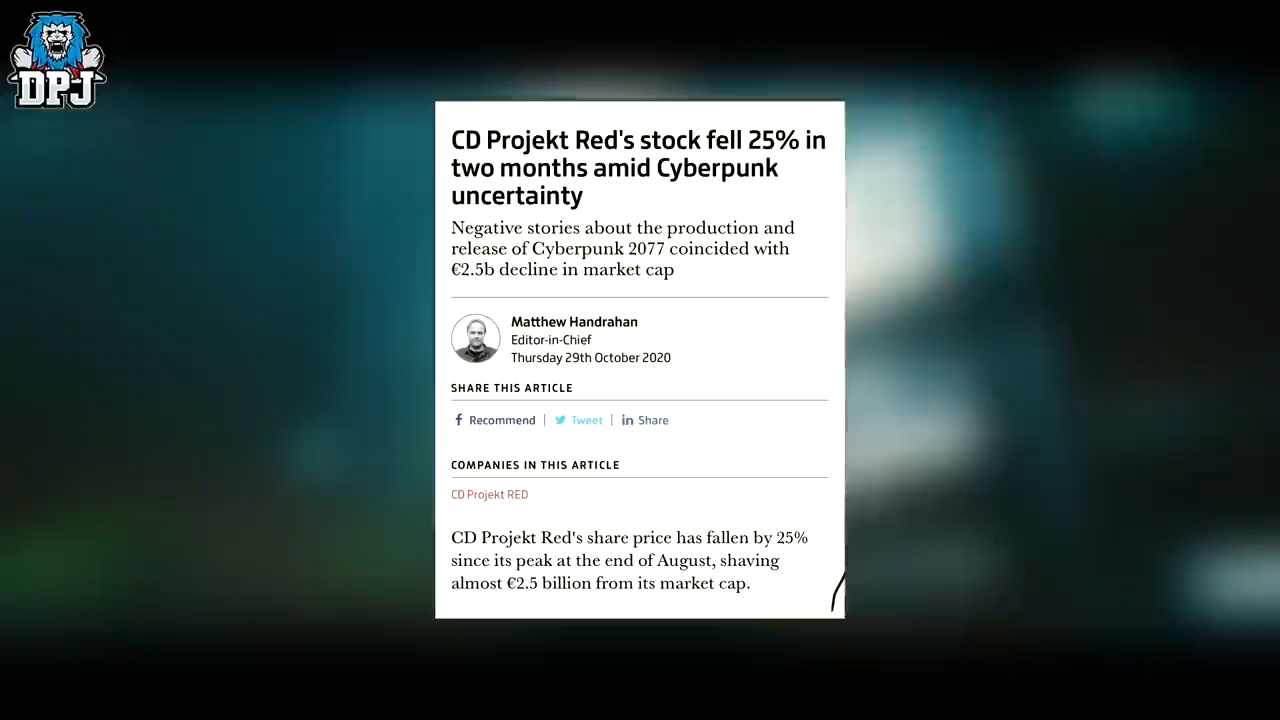 DPJ
CD Projekt Red's stock fell 25% in
two months amid Cyberpunk
uncertainty
Negative stories about the production and
release of Cyberpunk 2077 coincided with
€2.5b decline in market cap
Matthew Handrahan
Editor-in-Chief
Thursday 29th October 2020
SHARE THIS ARTICLE
Recommend | Tweet | in Share
COMPANIES IN THIS ARTICLE
CD Projekt RED
CD Projekt Red's share price has fallen by 25%
since its peak at the end of August, shaving
almost €2.5 billion from its market cap.